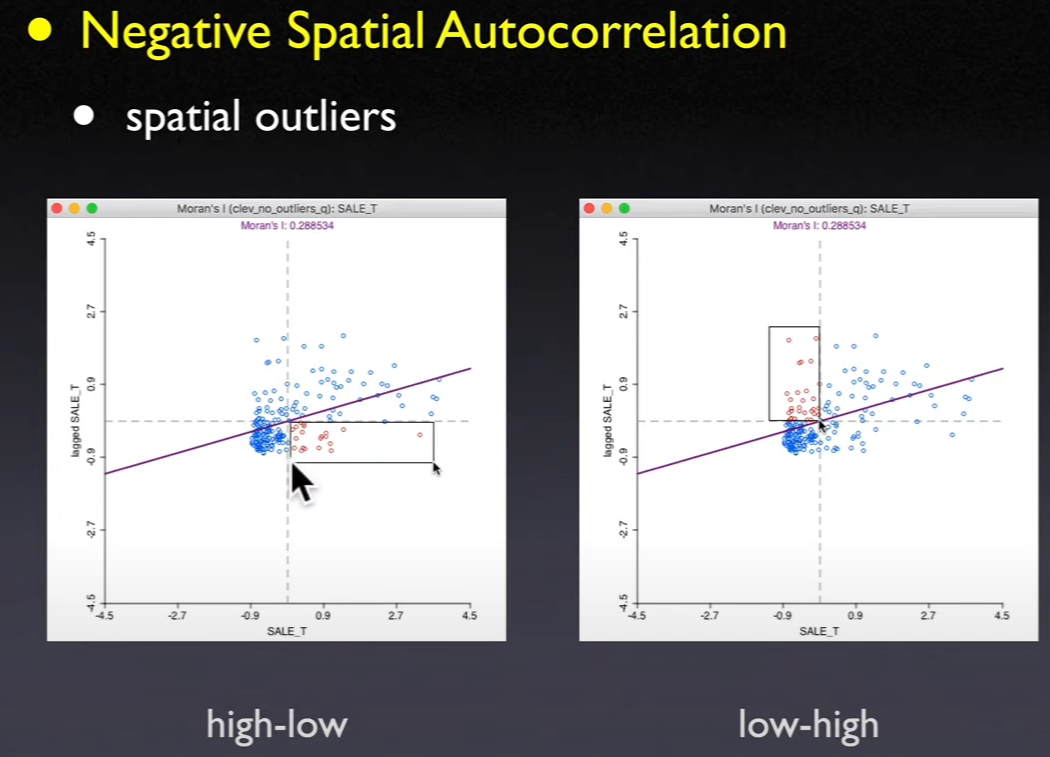 Negative Spatial Autocorrelation
spatial outliers
Moran's I (clev_no_outliers_q): SALE_T
Moran's I: 0.288534
4.5
2.7
0.9
-0.9
-2.7
-4.5
lagged SALE_T
-4.5 -2.7 -0.9 0.9 2.7 4.5
SALE_T
high-low
Moran's I (clev_no_outliers_q): SALE_T
Moran's I: 0.288534
4.5
2.7
0.9
-0.9
-2.7
-4.5
lagged SALE_T
-4.5 -2.7 -0.9 0.9 2.7 4.5
SALE_T
low-high